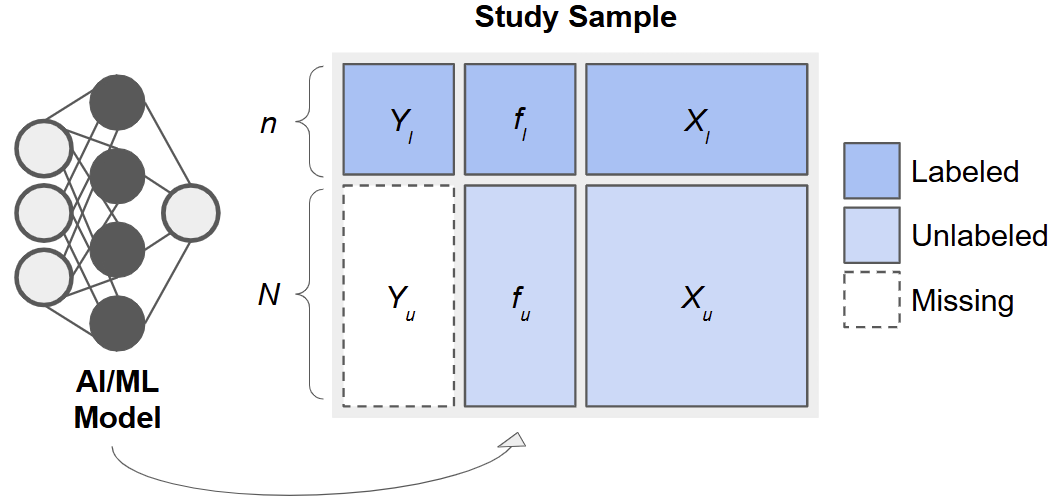 Study Sample
n
Y_l
f_l
X_l
N
Y_u
f_u
X_u
Labeled
Unlabeled
Missing
AI/ML
Model